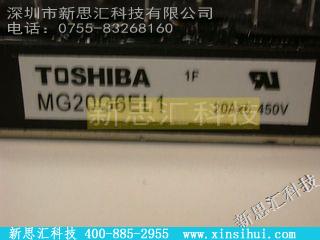 深圳市新思汇科技有限公司
电话：0755-83268160
TOSHIBA 1F
MG20G6EL1 20Ax6 450V
新思汇科技
新思汇科技
新思汇科技 400-885-2955 www.xinsihui.com